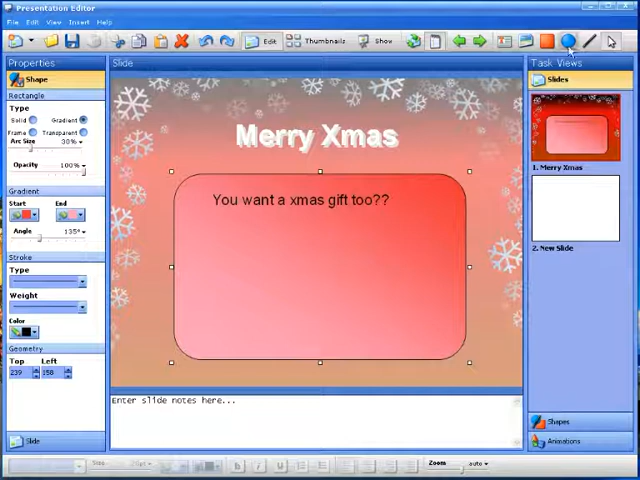 Presentation Editor
File Edit View Insert Help
Edit Thumbnails Show
Properties
Shape
Rectangle
Type
Solid Gradient
Frame Transparent
Arc Size 38%
Opacity 100%
Gradient
Start End
Angle 135°
Stroke
Type
Weight
Color
Geometry
Top Left
239 158
Slide
Slide
Merry Xmas
You want a xmas gift too??
Enter slide notes here...
Task Views
Slides
1. Merry Xmas
2. New Slide
Shapes
Animations
Size
Zoom auto